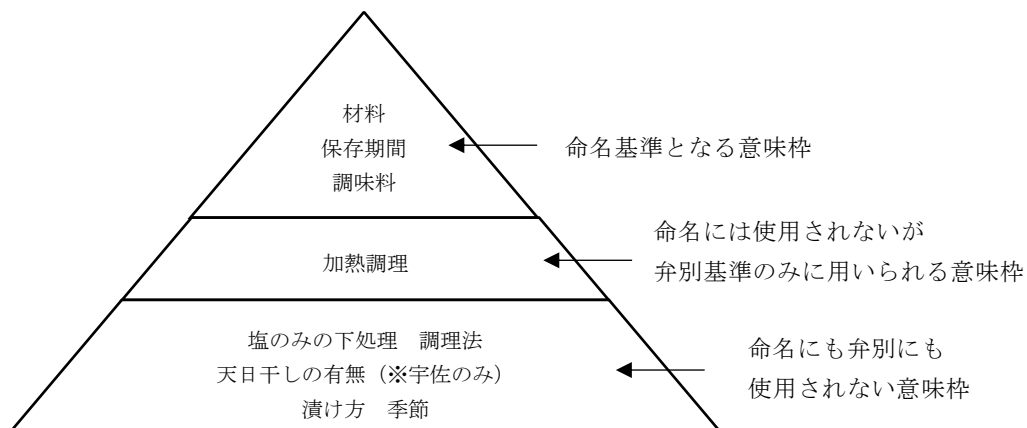 材料
保存期間
調味料
命名基準となる意味枠
加熱調理
命名には使用されないが
弁別基準のみに用いられる意味枠
塩のみの下処理　調理法
天日干しの有無（※宇佐のみ）
漬け方　季節
命名にも弁別にも
使用されない意味枠